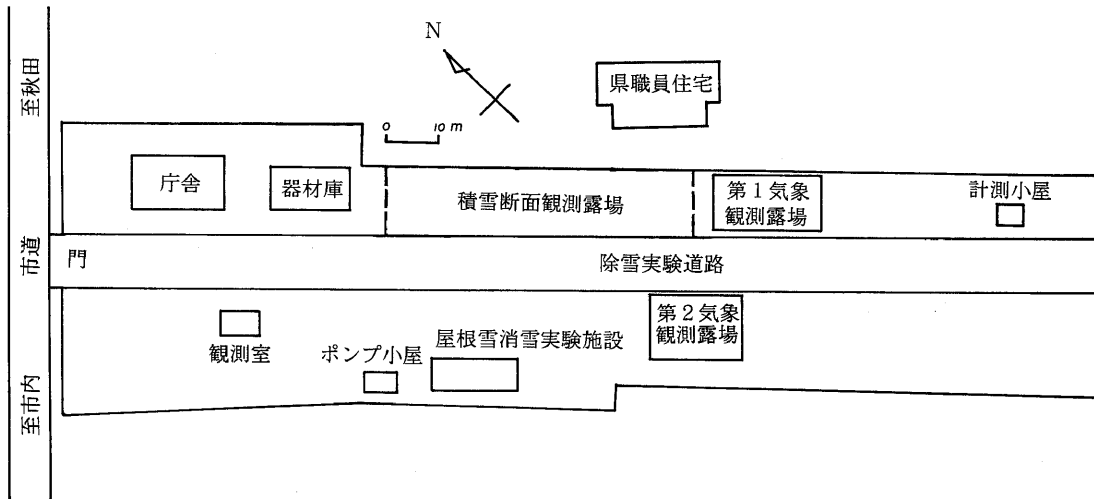 N
県職員住宅
至秋田
0 10 m
庁舎
器材庫
積雪断面観測露場
第1気象
観測露場
計測小屋
市道
門
除雪実験道路
第2気象
観測露場
観測室
ポンプ小屋
屋根雪消雪実験施設
至市内